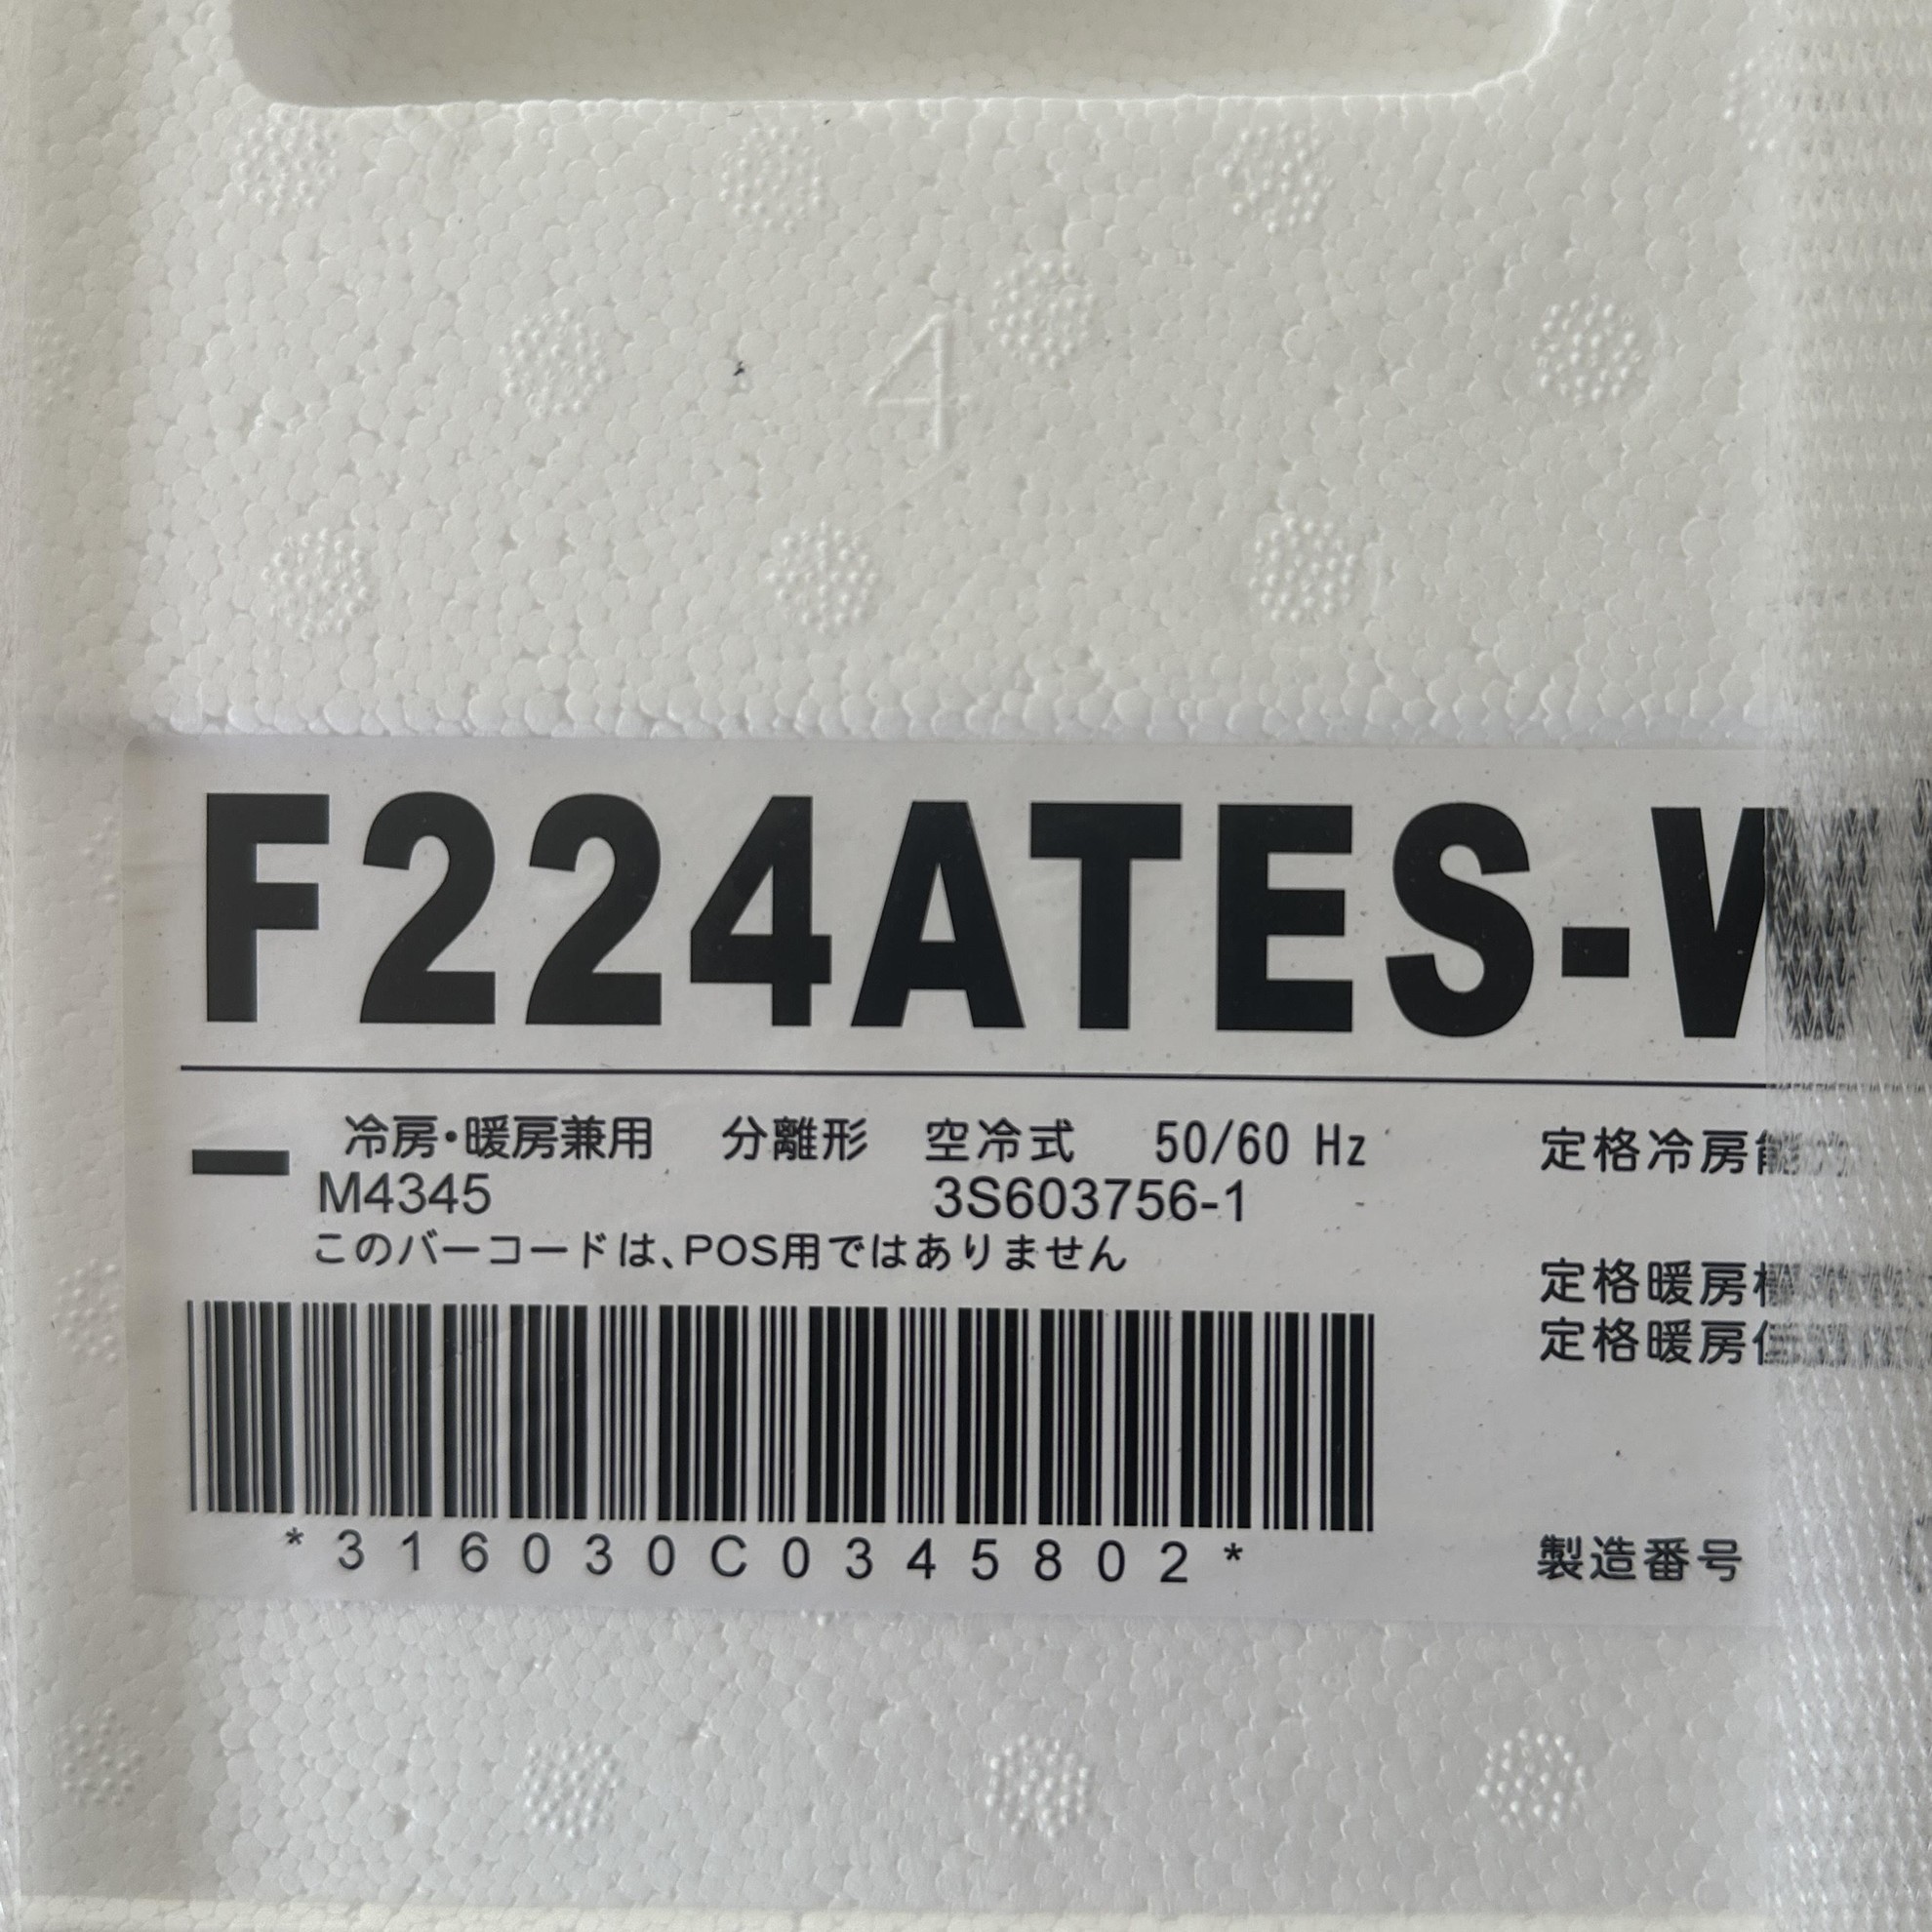 4
F224ATES-W
冷房・暖房兼用 分離形 空冷式 50/60 Hz
M4345 3S603756-1
このバーコードは、POS用ではありません
*316030C0345802*
定格冷房能力
定格暖房
定格暖房
製造番号